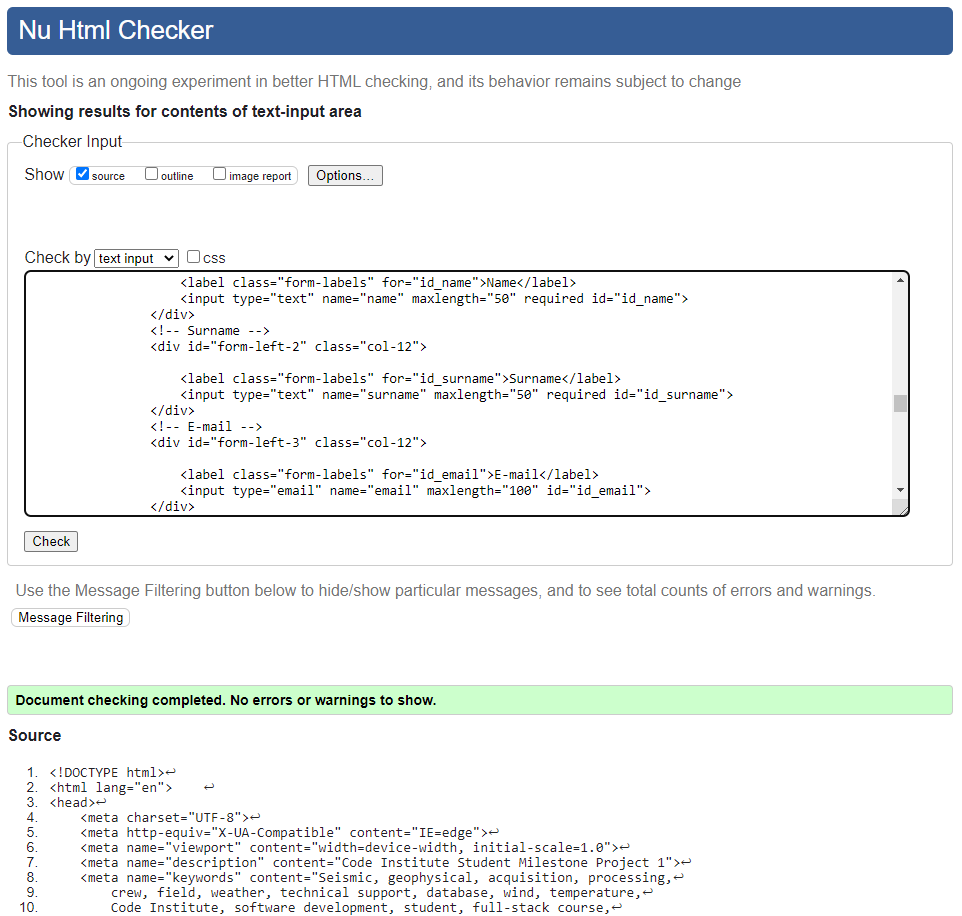 Nu Html Checker
This tool is an ongoing experiment in better HTML checking, and its behavior remains subject to change
Showing results for contents of text-input area
Checker Input
Show source outline image report Options...
Check by text input css
<label class="form-labels" for="id_name">Name</label>
<input type="text" name="name" maxlength="50" required id="id_name">
</div>
<!-- Surname -->
<div id="form-left-2" class="col-12">
<label class="form-labels" for="id_surname">Surname</label>
<input type="text" name="surname" maxlength="50" required id="id_surname">
</div>
<!-- E-mail -->
<div id="form-left-3" class="col-12">
<label class="form-labels" for="id_email">E-mail</label>
<input type="email" name="email" maxlength="100" id="id_email">
</div>
Check
Use the Message Filtering button below to hide/show particular messages, and to see total counts of errors and warnings.
Message Filtering
Document checking completed. No errors or warnings to show.
Source
1. <!DOCTYPE html>↩
2. <html lang="en">    ↩
3. <head>↩
4. <meta charset="UTF-8">↩
5. <meta http-equiv="X-UA-Compatible" content="IE=edge">↩
6. <meta name="viewport" content="width=device-width, initial-scale=1.0">↩
7. <meta name="description" content="Code Institute Student Milestone Project 1">↩
8. <meta name="keywords" content="Seismic, geophysical, acquisition, processing,↩
9. crew, field, weather, technical support, database, wind, temperature,↩
10. Code Institute, software development, student, full-stack course,↩